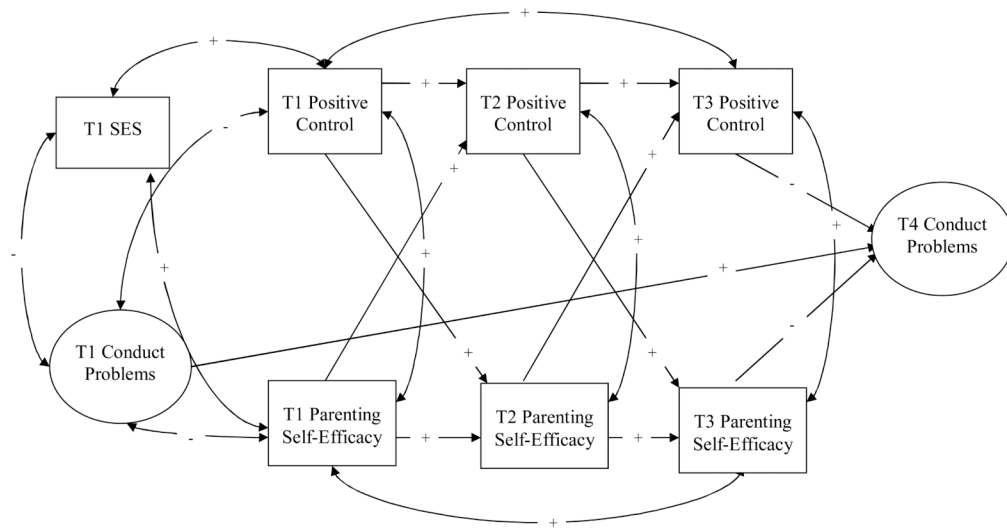 +
+
T1 SES
T1 Positive
Control
+
T2 Positive
Control
+
T3 Positive
Control
-
+
+
-
T4 Conduct
Problems
-
+
+
+
+
+
T1 Conduct
Problems
+
+
-
T1 Parenting
Self-Efficacy
T2 Parenting
Self-Efficacy
T3 Parenting
Self-Efficacy
-
+
+
+